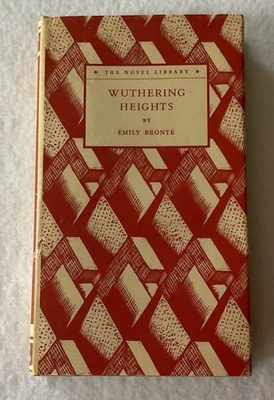 ★ THE NOVEL LIBRARY ★
WUTHERING
HEIGHTS
BY
EMILY BRONTË